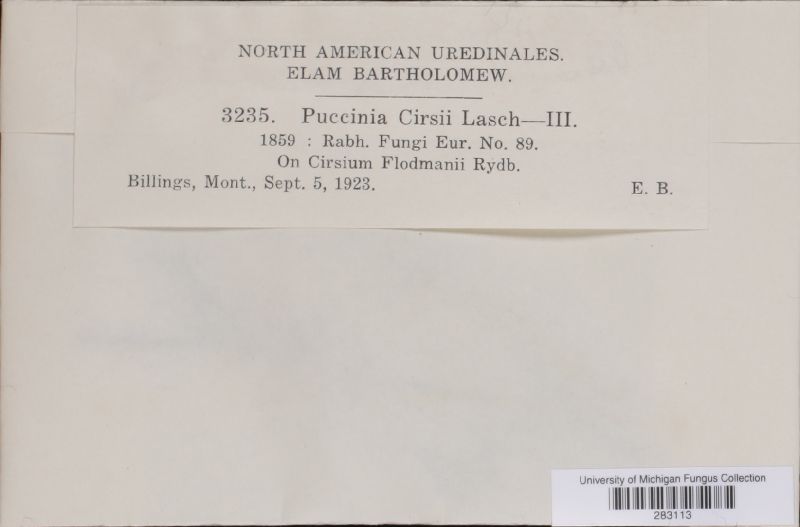 NORTH AMERICAN UREDINALES.
ELAM BARTHOLOMEW.
3235. Puccinia Cirsii Lasch—III.
1859 : Rabh. Fungi Eur. No. 89.
On Cirsium Flodmanii Rydb.
Billings, Mont., Sept. 5, 1923. E. B.
University of Michigan Fungus Collection
283113